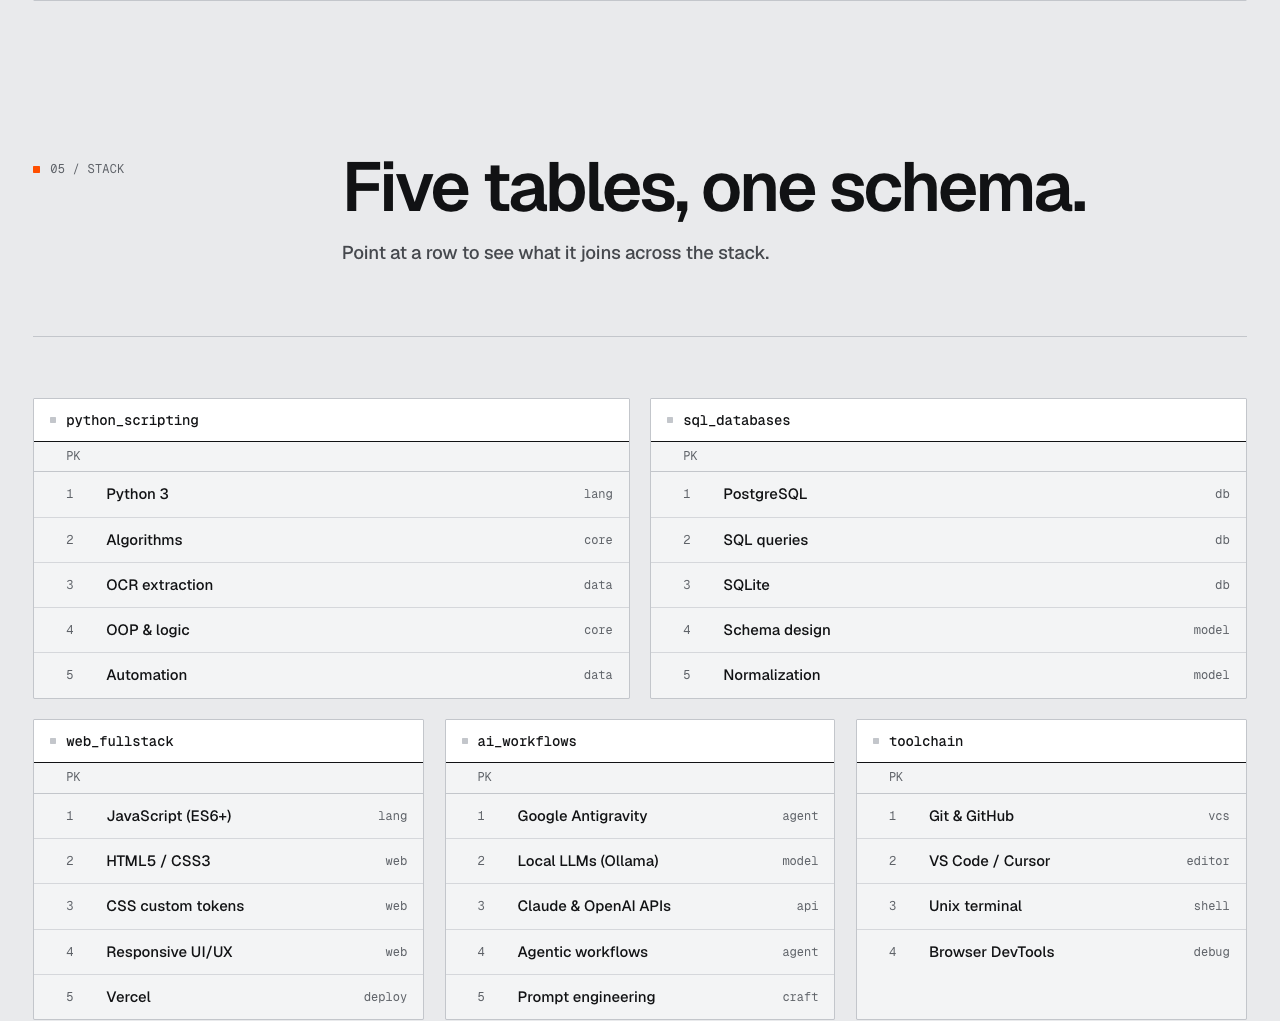 05 / STACK
Five tables, one schema.
Point at a row to see what it joins across the stack.
python_scripting
PK
1 Python 3 lang
2 Algorithms core
3 OCR extraction data
4 OOP & logic core
5 Automation data
sql_databases
PK
1 PostgreSQL db
2 SQL queries db
3 SQLite db
4 Schema design model
5 Normalization model
web_fullstack
PK
1 JavaScript (ES6+) lang
2 HTML5 / CSS3 web
3 CSS custom tokens web
4 Responsive UI/UX web
5 Vercel deploy
ai_workflows
PK
1 Google Antigravity agent
2 Local LLMs (Ollama) model
3 Claude & OpenAI APIs api
4 Agentic workflows agent
5 Prompt engineering craft
toolchain
PK
1 Git & GitHub vcs
2 VS Code / Cursor editor
3 Unix terminal shell
4 Browser DevTools debug